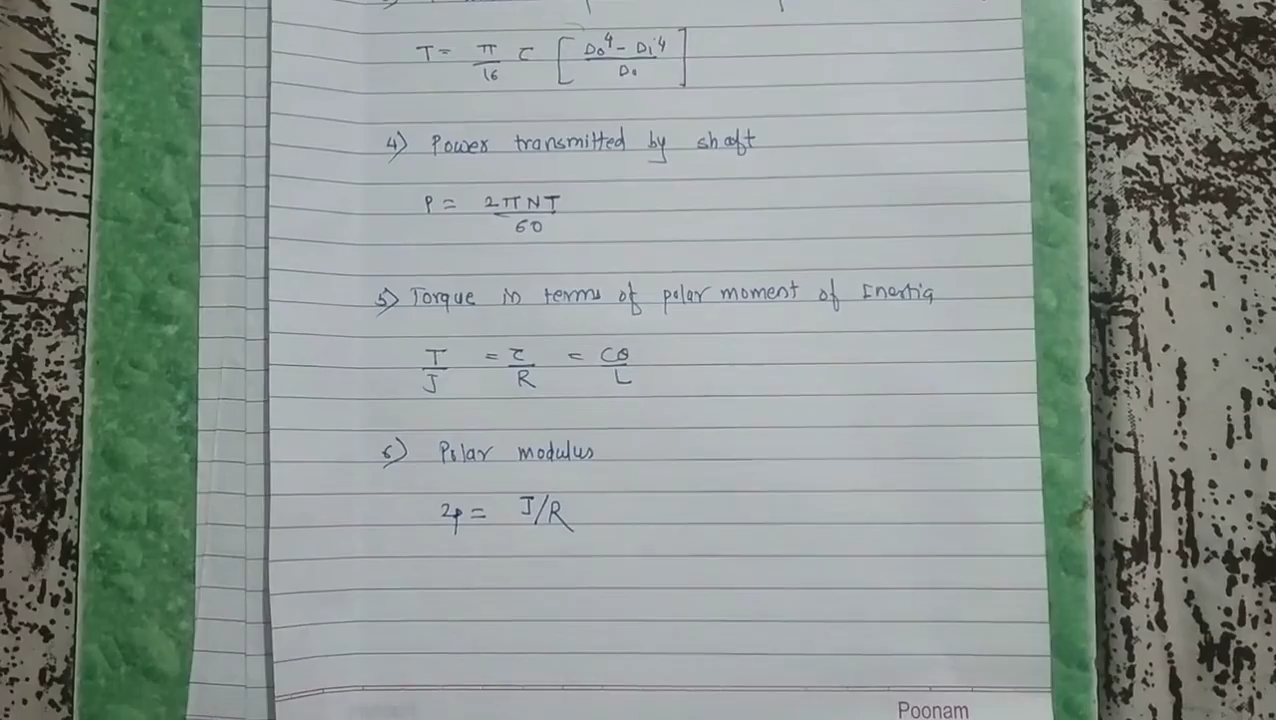 T = π/16 τ [Do⁴ - Di⁴ / Do]
4) Power transmitted by shaft
P = 2πNT / 60
5) Torque in terms of polar moment of Inertia
T/J = τ/R = Cθ/L
6) Polar modulus
Zp = J/R
Poonam